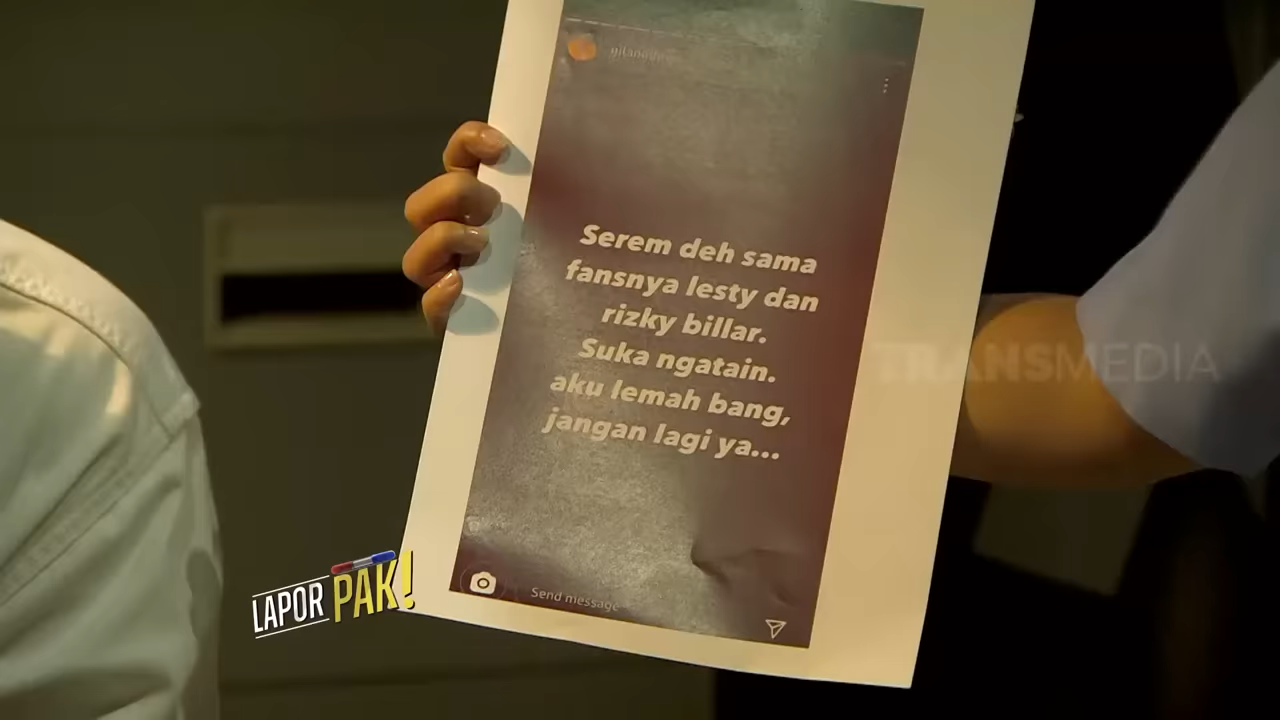 Serem deh sama
fansnya lesty dan
rizky billar.
Suka ngatain.
aku lemah bang,
jangan lagi ya...
Send message
TRANSMEDIA
LAPOR PAK!